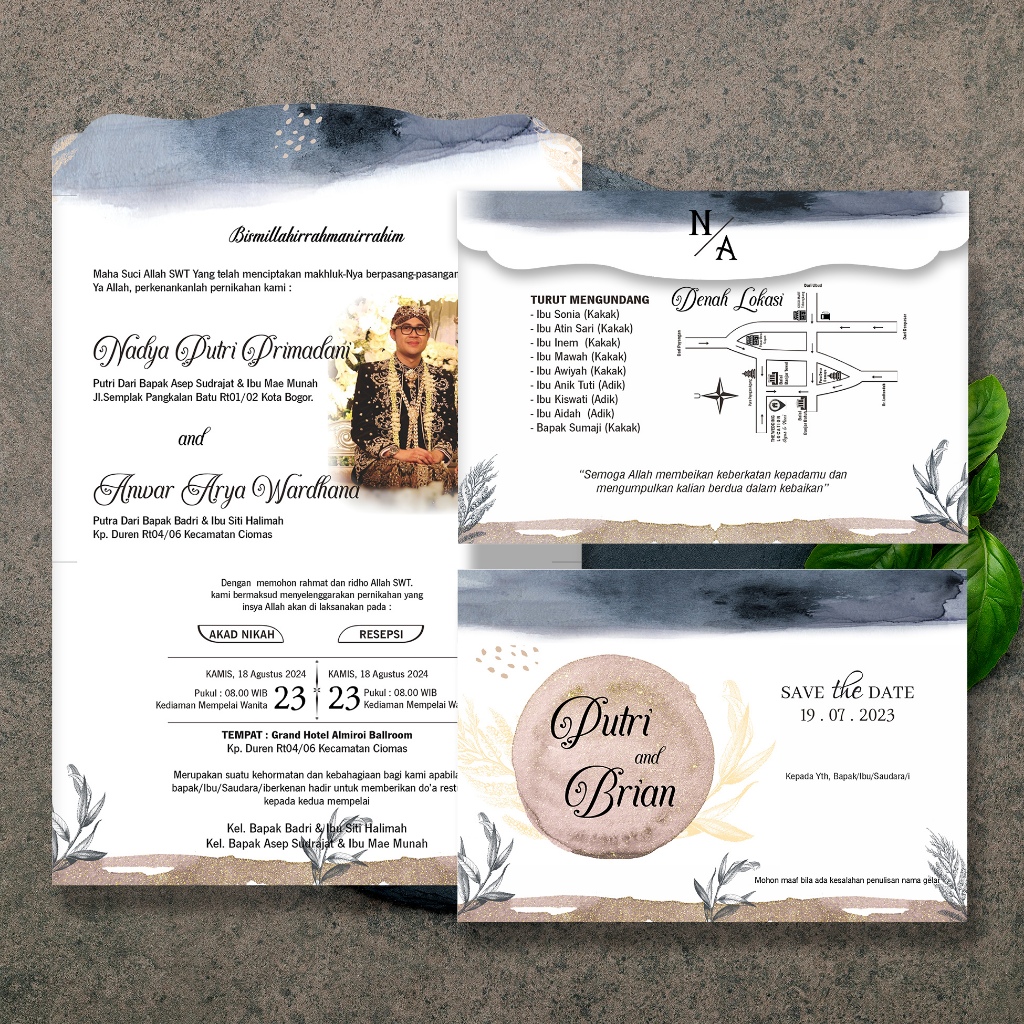 Bismillahirrahmanirrahim
Maha Suci Allah SWT Yang telah menciptakan makhluk-Nya berpasang-pasangan
Ya Allah, perkenankanlah pernikahan kami :
Nadya Putri Primadani
Putri Dari Bapak Asep Sudrajat & Ibu Mae Munah
Jl.Semplak Pangkalan Batu Rt01/02 Kota Bogor.
and
Anwar Arya Wardhana
Putra Dari Bapak Badri & Ibu Siti Halimah
Kp. Duren Rt04/06 Kecamatan Ciomas
Dengan memohon rahmat dan ridho Allah SWT.
kami bermaksud menyelenggarakan pernikahan yang
insya Allah akan di laksanakan pada :
AKAD NIKAH
KAMIS, 18 Agustus 2024
Pukul : 08.00 WIB
Kediaman Mempelai Wanita
23
RESEPSI
KAMIS, 18 Agustus 2024
23
Pukul : 08.00 WIB
Kediaman Mempelai Wa
TEMPAT : Grand Hotel Almiroi Ballroom
Kp. Duren Rt04/06 Kecamatan Ciomas
Merupakan suatu kehormatan dan kebahagiaan bagi kami apabila
bapak/Ibu/Saudara/iberkenan hadir untuk memberikan do'a restu
kepada kedua mempelai
Kel. Bapak Badri & Ibu Siti Halimah
Kel. Bapak Asep Sudrajat & Ibu Mae Munah
N/A
TURUT MENGUNDANG
- Ibu Sonia (Kakak)
- Ibu Atin Sari (Kakak)
- Ibu Inem (Kakak)
- Ibu Mawah (Kakak)
- Ibu Awiyah (Kakak)
- Ibu Anik Tuti (Adik)
- Ibu Kiswati (Adik)
- Ibu Aidah (Adik)
- Bapak Sumaji (Kakak)
Denah Lokasi
Dari Ubud
Dari Payangan
Dari Denpasar
THE WEDDING
LOCATION
U
"Semoga Allah membeikan keberkatan kepadamu dan
mengumpulkan kalian berdua dalam kebaikan"
Putri
and
Brian
SAVE the DATE
19 . 07 . 2023
Kepada Yth, Bapak/Ibu/Saudara/i
Mohon maaf bila ada kesalahan penulisan nama gelar